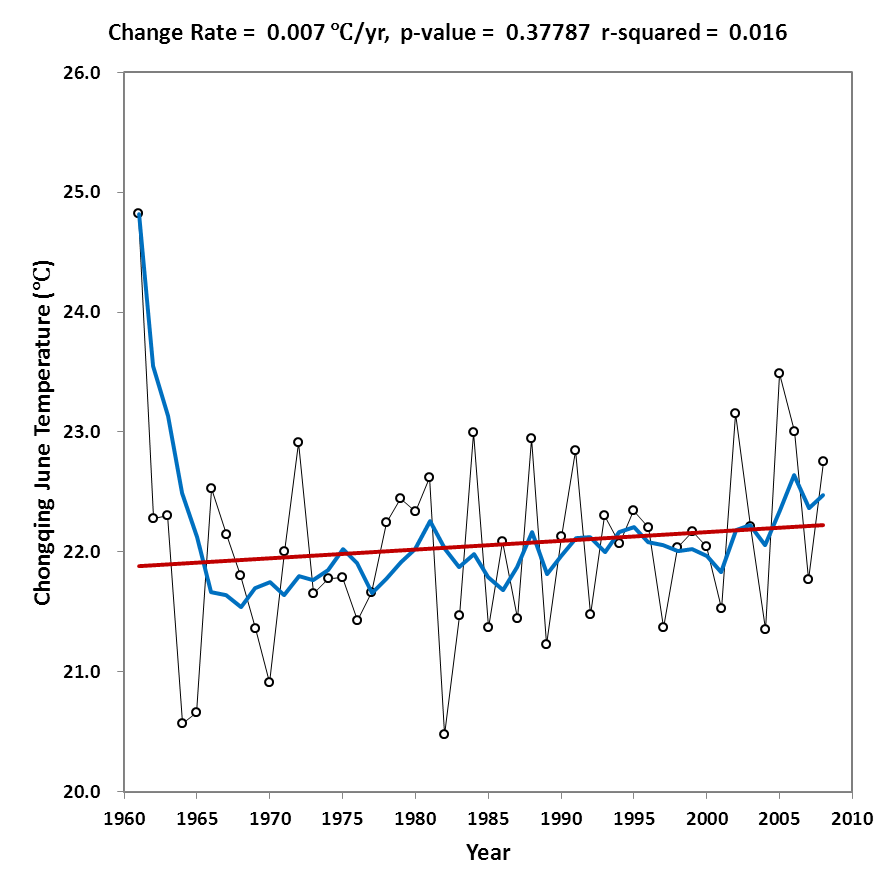 Change Rate = 0.007 °C/yr, p-value = 0.37787 r-squared = 0.016
26.0
25.0
24.0
23.0
22.0
21.0
20.0
Chongqing June Temperature (°C)
1960 1965 1970 1975 1980 1985 1990 1995 2000 2005 2010
Year